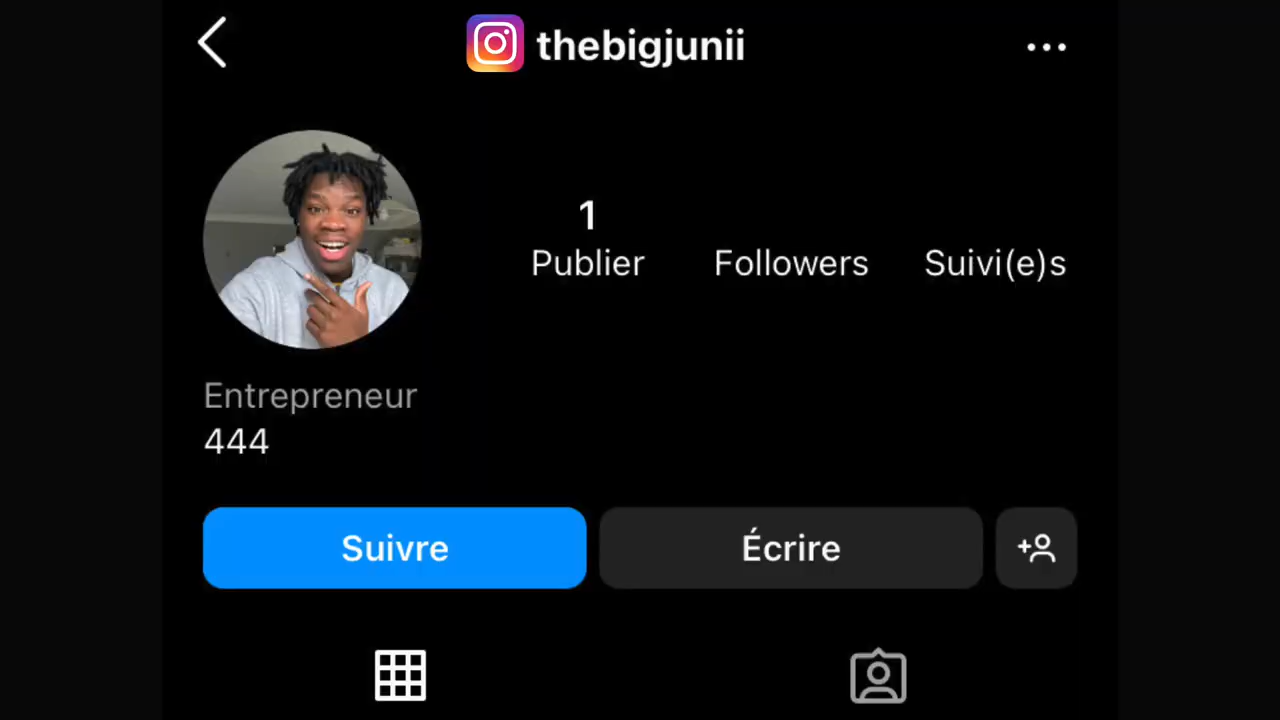 thebigjunii
1
Publier Followers Suivi(e)s
Entrepreneur
444
Suivre Écrire